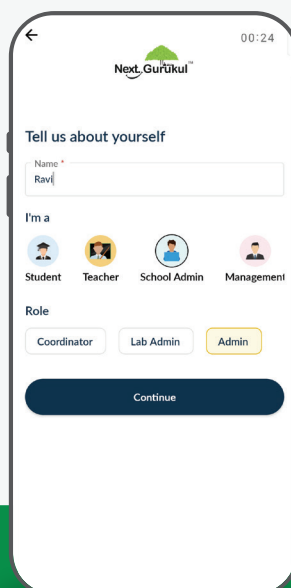 00:24
Next Gurukul™
Tell us about yourself
Name *
Ravi
I'm a
Student Teacher School Admin Management
Role
Coordinator Lab Admin Admin
Continue